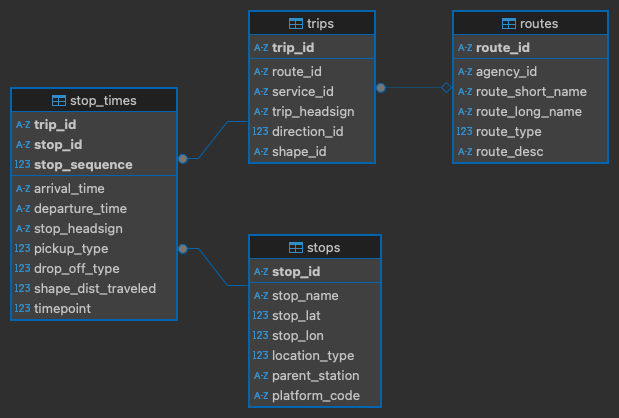 trips
A-Z trip_id
A-Z route_id
A-Z service_id
A-Z trip_headsign
123 direction_id
A-Z shape_id
routes
A-Z route_id
A-Z agency_id
A-Z route_short_name
A-Z route_long_name
123 route_type
A-Z route_desc
stop_times
A-Z trip_id
A-Z stop_id
123 stop_sequence
A-Z arrival_time
A-Z departure_time
A-Z stop_headsign
123 pickup_type
123 drop_off_type
123 shape_dist_traveled
123 timepoint
stops
A-Z stop_id
A-Z stop_name
123 stop_lat
123 stop_lon
123 location_type
A-Z parent_station
A-Z platform_code